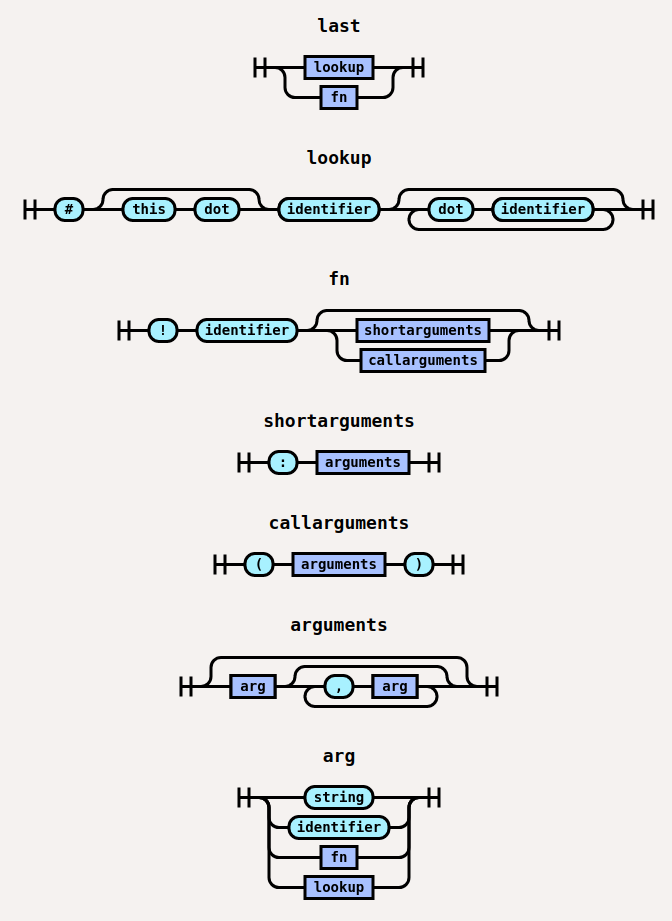 last
lookup
fn
lookup
# this dot identifier dot identifier
fn
! identifier shortarguments
callarguments
shortarguments
: arguments
callarguments
( arguments )
arguments
arg , arg
arg
string
identifier
fn
lookup